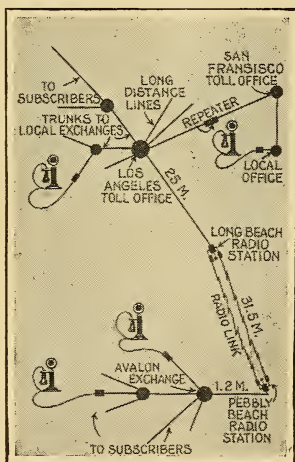 SAN
FRANSISCO
TOLL OFFICE
TO
SUBSCRIBERS
LONG
DISTANCE
LINES
REPEATER
TRUNKS TO
LOCAL EXCHANGES
LOCAL
OFFICE
LOS
ANGELES
TOLL OFFICE
25 M.
LONG BEACH
RADIO
STATION
RADIO LINK
31.5 M.
AVALON
EXCHANGE
1.2 M.
PEBBLY
BEACH
RADIO
STATION
TO SUBSCRIBERS